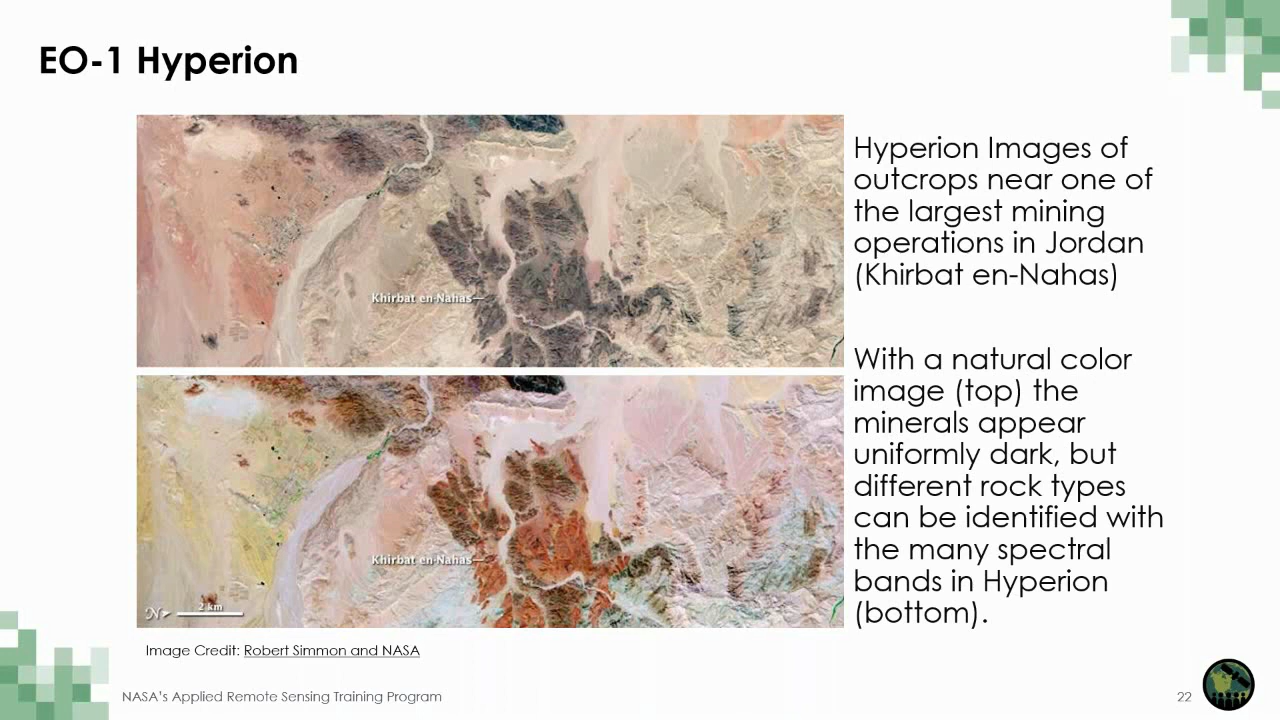 EO-1 Hyperion
Khirbat en-Nahas
Khirbat en-Nahas
N
2 km
Hyperion Images of
outcrops near one of
the largest mining
operations in Jordan
(Khirbat en-Nahas)
With a natural color
image (top) the
minerals appear
uniformly dark, but
different rock types
can be identified with
the many spectral
bands in Hyperion
(bottom).
Image Credit: Robert Simmon and NASA
NASA's Applied Remote Sensing Training Program
22